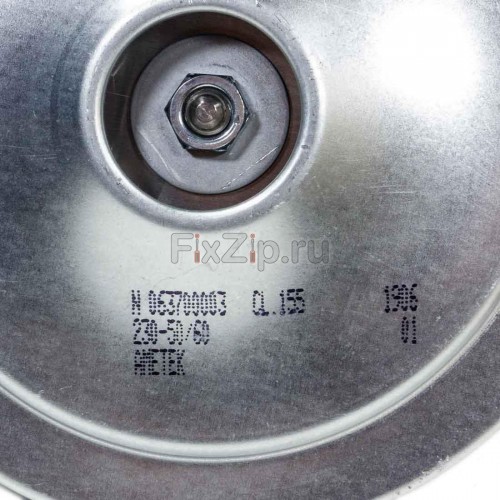 FixZip.ru
N 063700003 CL.155 1906
230-50/60 01
AMETEK